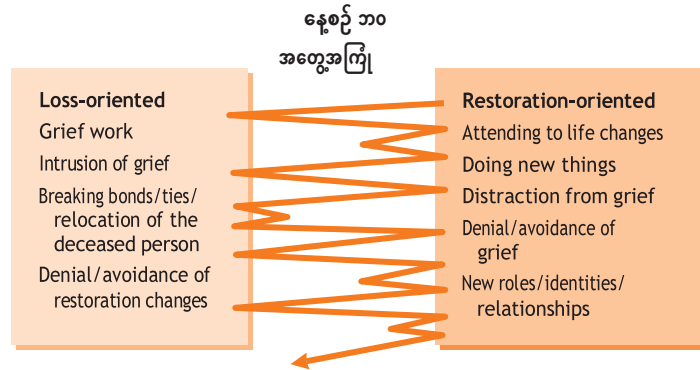 နေ့စဉ် ဘဝ
အတွေ့အကြုံ
Loss-oriented
Grief work
Intrusion of grief
Breaking bonds/ties/
relocation of the
deceased person
Denial/avoidance of
restoration changes
Restoration-oriented
Attending to life changes
Doing new things
Distraction from grief
Denial/avoidance of
grief
New roles/identities/
relationships